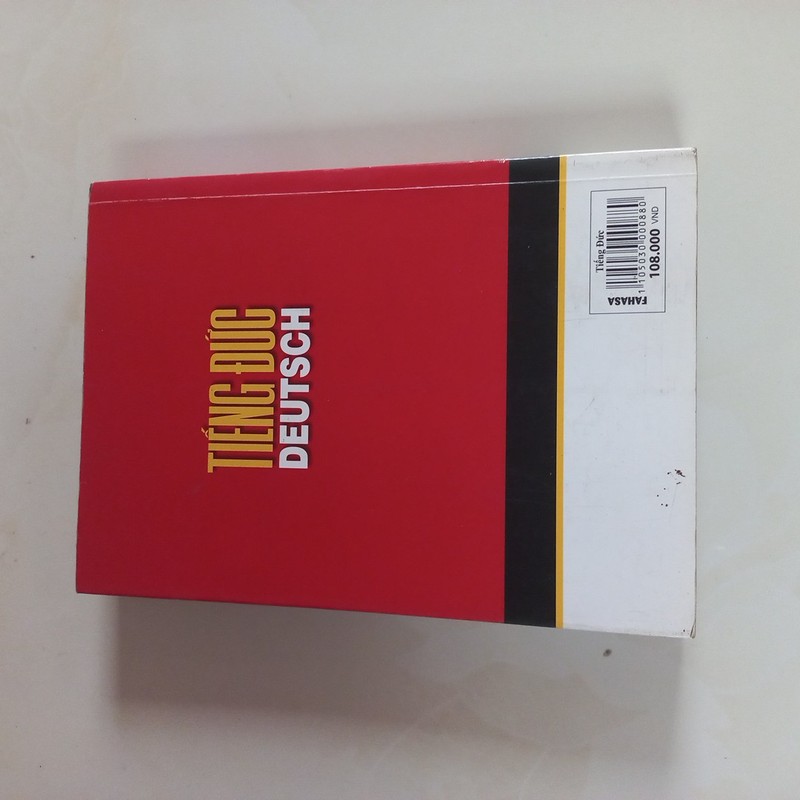 TIẾNG ĐỨC
DEUTSCH
Tiếng Đức
1105030000880
108.000 VND
FAHASA